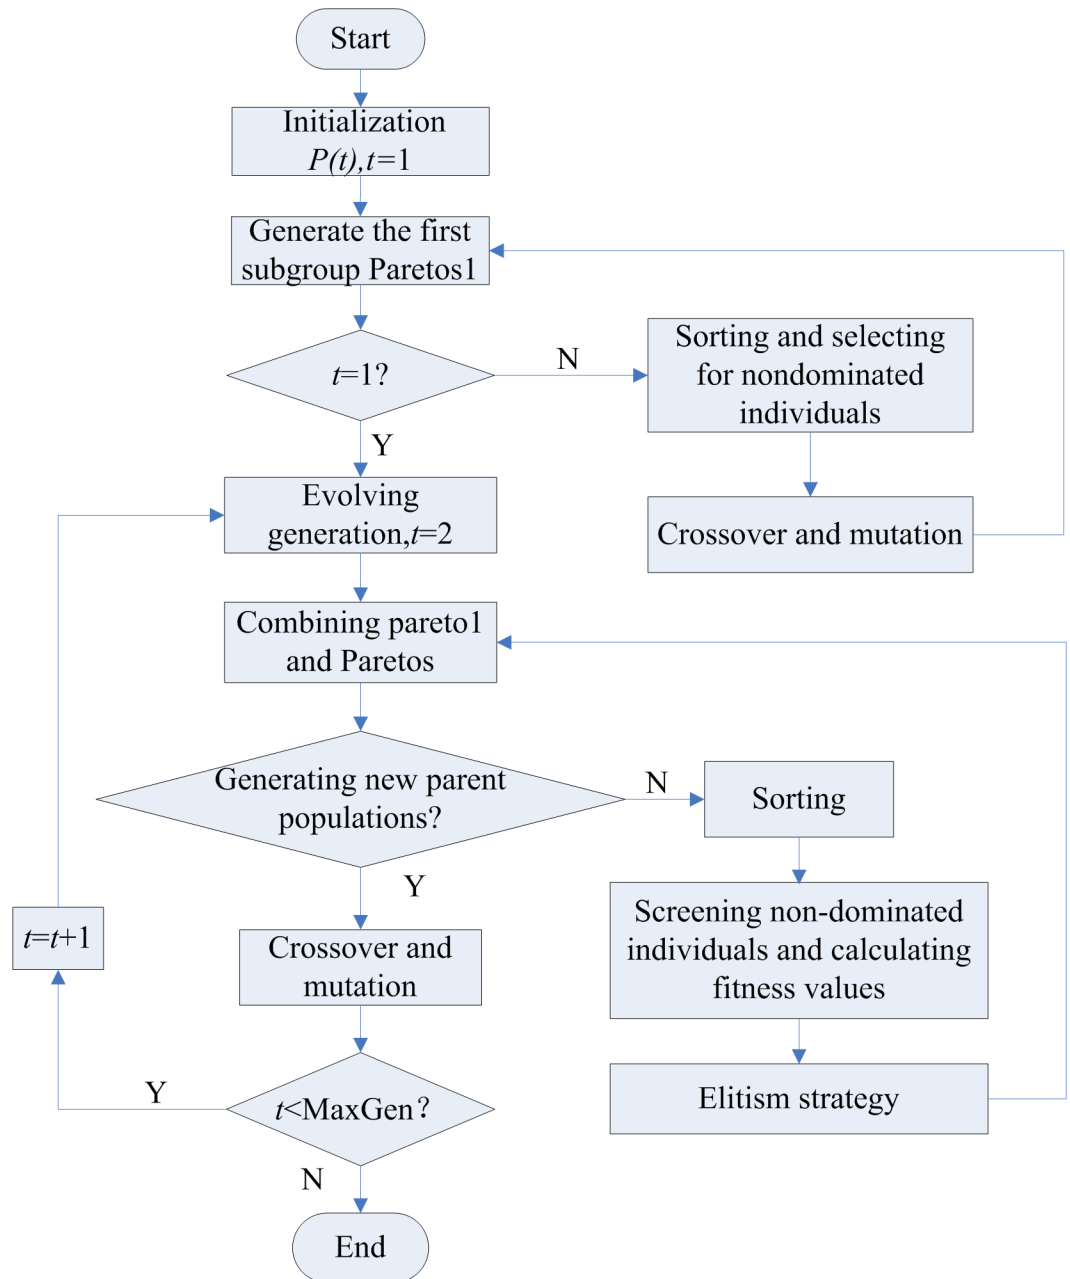 Start
Initialization
P(t),t=1
Generate the first
subgroup Paretos1
t=1?
N
Sorting and selecting
for nondominated
individuals
Y
Crossover and mutation
Evolving
generation,t=2
Combining pareto1
and Paretos
Generating new parent
populations?
N
Sorting
Y
Screening non-dominated
individuals and calculating
fitness values
t=t+1
Crossover and
mutation
Elitism strategy
Y
t<MaxGen?
N
End